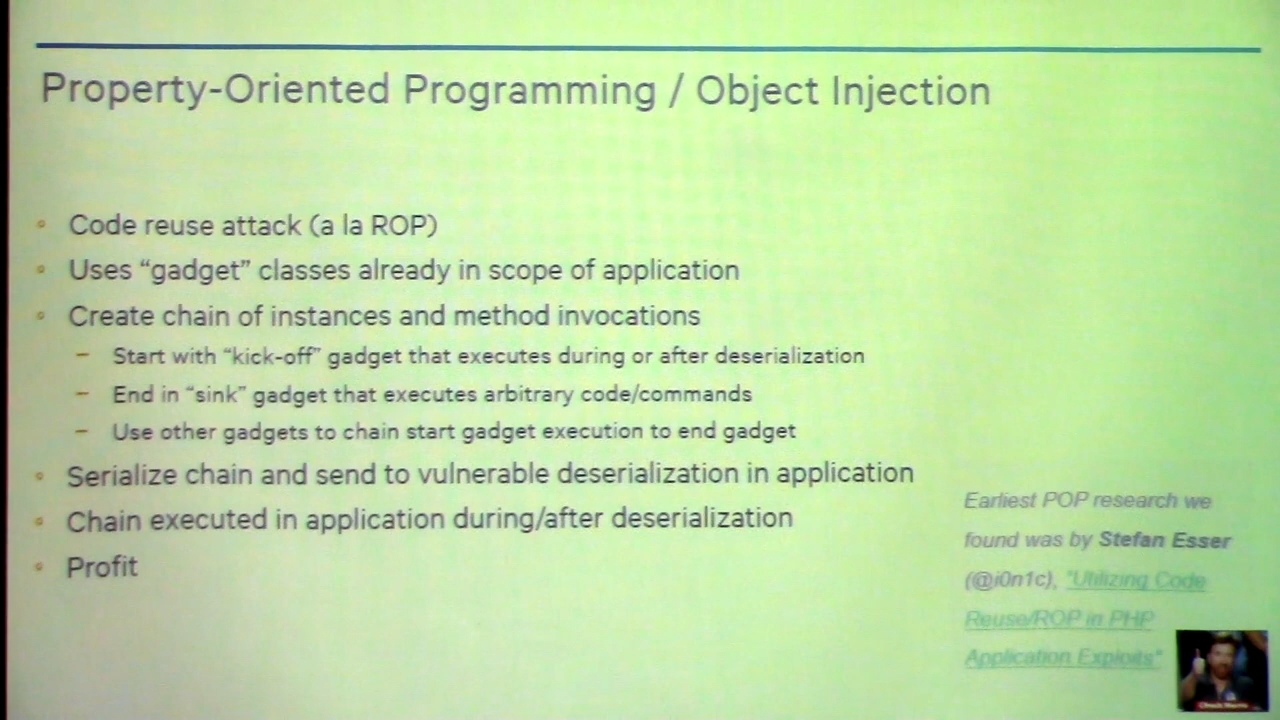 Property-Oriented Programming / Object Injection
• Code reuse attack (a la ROP)
• Uses “gadget” classes already in scope of application
• Create chain of instances and method invocations
– Start with “kick-off” gadget that executes during or after deserialization
– End in “sink” gadget that executes arbitrary code/commands
– Use other gadgets to chain start gadget execution to end gadget
• Serialize chain and send to vulnerable deserialization in application
• Chain executed in application during/after deserialization
• Profit
Earliest POP research we
found was by Stefan Esser
(@i0n1c), "Utilizing Code
Reuse/ROP in PHP
Application Exploits"